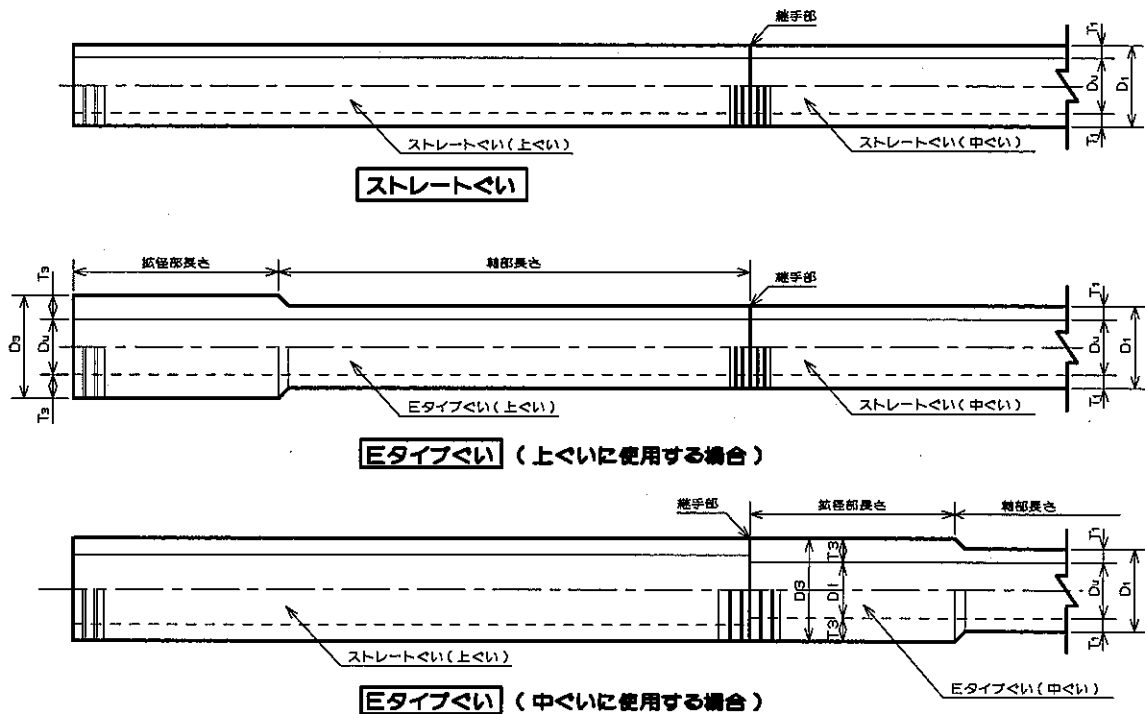 継手部
T1
Du
D1
T1
ストレートぐい(上ぐい)
ストレートぐい(中ぐい)
ストレートぐい
拡径部長さ
軸部長さ
継手部
T3
D3
Du
T3
T1
Du
D1
T1
Eタイプぐい(上ぐい)
ストレートぐい(中ぐい)
Eタイプぐい (上ぐいに使用する場合)
継手部
拡径部長さ
軸部長さ
D3
T3
D1
T3
T1
Du
D1
T1
ストレートぐい(上ぐい)
Eタイプぐい(中ぐい)
Eタイプぐい (中ぐいに使用する場合)